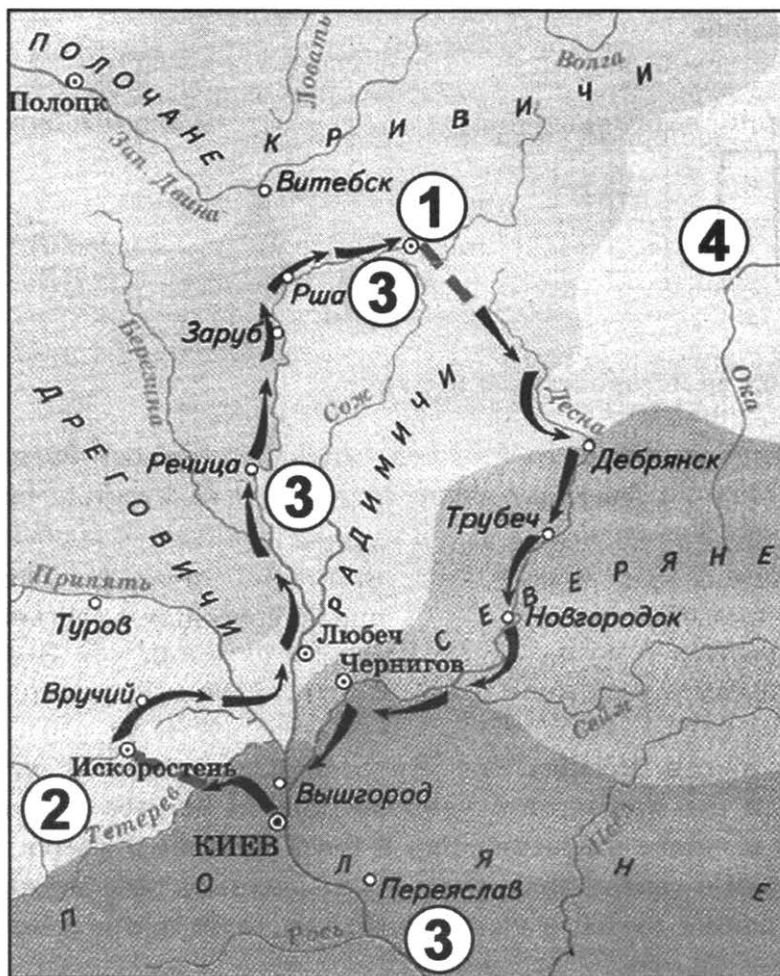 ПОЛОЧАНЕ
Полоцк
Ловать
Волга
КРИВИЧИ
Зап. Двина
Витебск
1
4
Рша
3
Заруб
Березина
Сож
РАДИМИЧИ
Десна
Ока
ДРЕГОВИЧИ
Речица
3
Дебрянск
Трубеч
СЕВЕРЯНЕ
Припять
Туров
Новгородок
Любеч
Чернигов
Вручий
Сейм
Искоростень
2
Тетерев
Вышгород
КИЕВ
Псёл
ПОЛЯНЕ
Переяслав
3
Рось